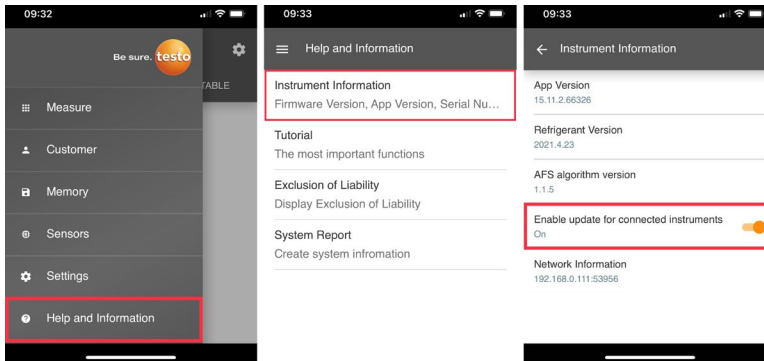 09:32
Be sure. testo
TABLE
Measure
Customer
Memory
Sensors
Settings
Help and Information
09:33
Help and Information
Instrument Information
Firmware Version, App Version, Serial Nu...
Tutorial
The most important functions
Exclusion of Liability
Display Exclusion of Liability
System Report
Create system infromation
09:33
Instrument Information
App Version
15.11.2.66326
Refrigerant Version
2021.4.23
AFS algorithm version
1.1.5
Enable update for connected instruments
On
Network Information
192.168.0.111:53956